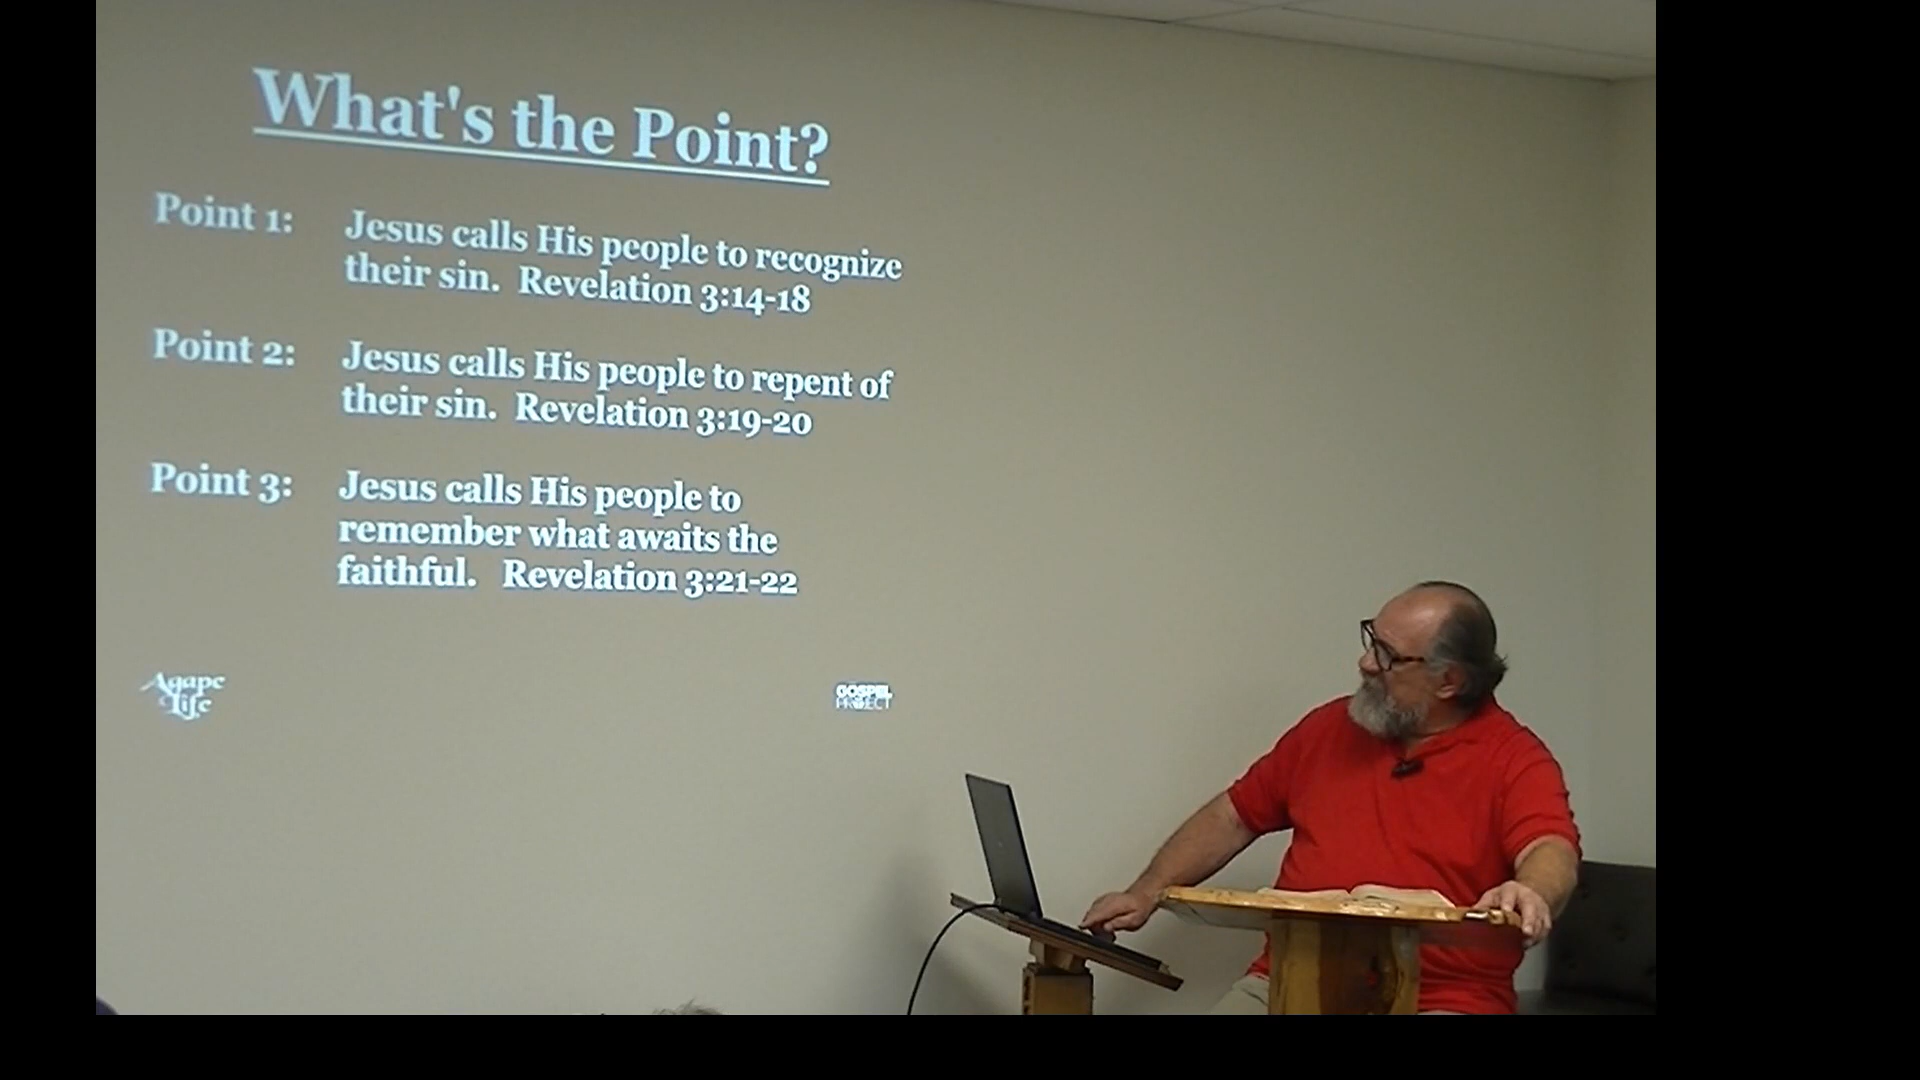 What's the Point?
Point 1: Jesus calls His people to recognize
their sin. Revelation 3:14-18
Point 2: Jesus calls His people to repent of
their sin. Revelation 3:19-20
Point 3: Jesus calls His people to
remember what awaits the
faithful. Revelation 3:21-22
Agape
Life
GOSPEL
PROJECT